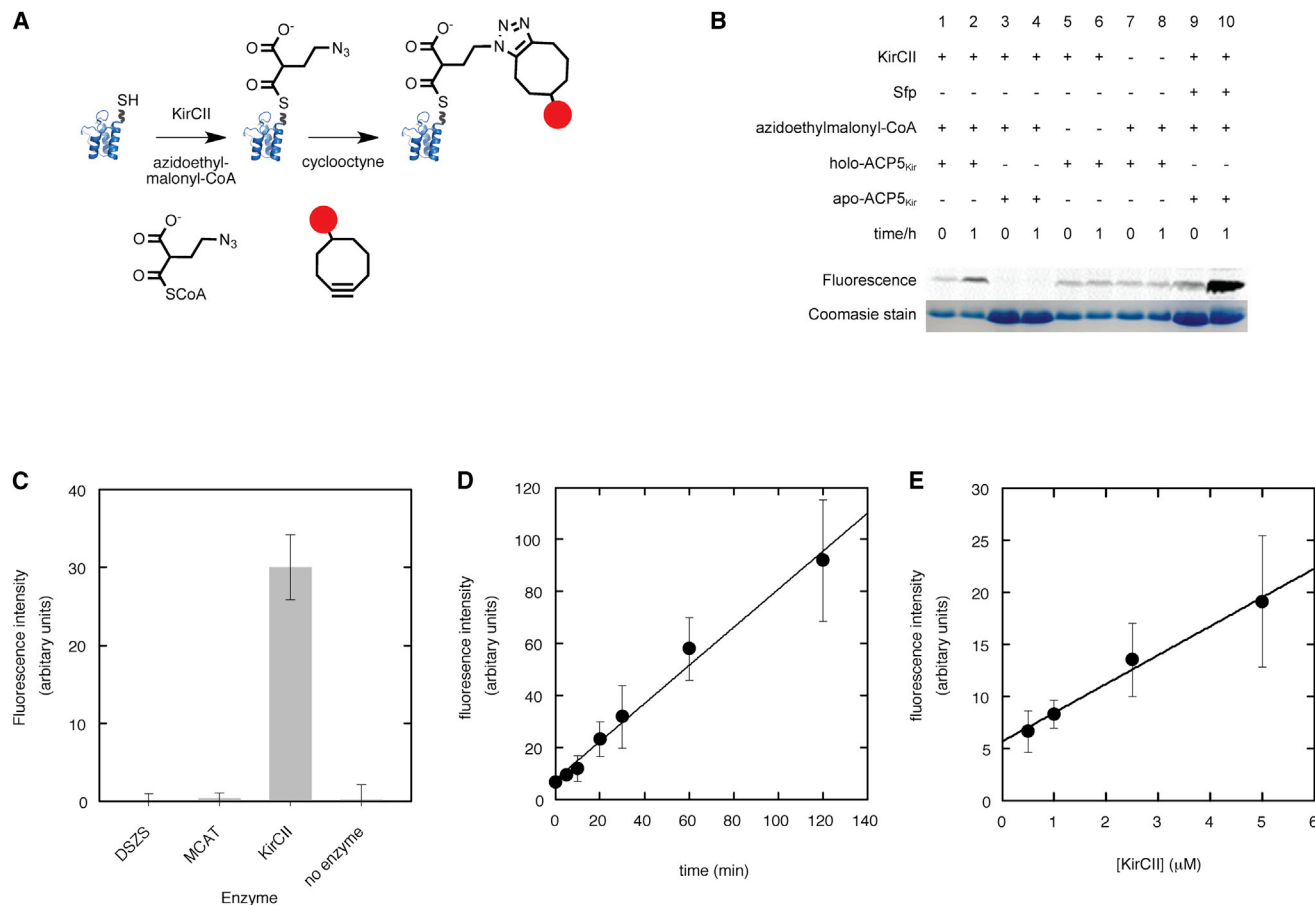 A
O
O⁻
N₃
O
S
SH
KirCII
azidoethyl-
malonyl-CoA
cyclooctyne
O
O⁻
N
N
N
O
S
O
O⁻
N₃
O
SCoA
B
1 2 3 4 5 6 7 8 9 10
KirCII + + + + + + - - + +
Sfp - - - - - - - - + +
azidoethylmalonyl-CoA + + + + - - + + + +
holo-ACP5Kir + + - - + + + + - -
apo-ACP5Kir - - + + - - - - + +
time/h 0 1 0 1 0 1 0 1 0 1
Fluorescence
Coomasie stain
C
Fluorescence intensity
(arbitary units)
40
30
20
10
0
DSZS
MCAT
KirCII
no enzyme
Enzyme
D
fluorescence intensity
(arbitary units)
120
100
80
60
40
20
0
0 20 40 60 80 100 120 140
time (min)
E
fluorescence intensity
(arbitary units)
30
25
20
15
10
5
0
0 1 2 3 4 5 6
[KirCII] (μM)